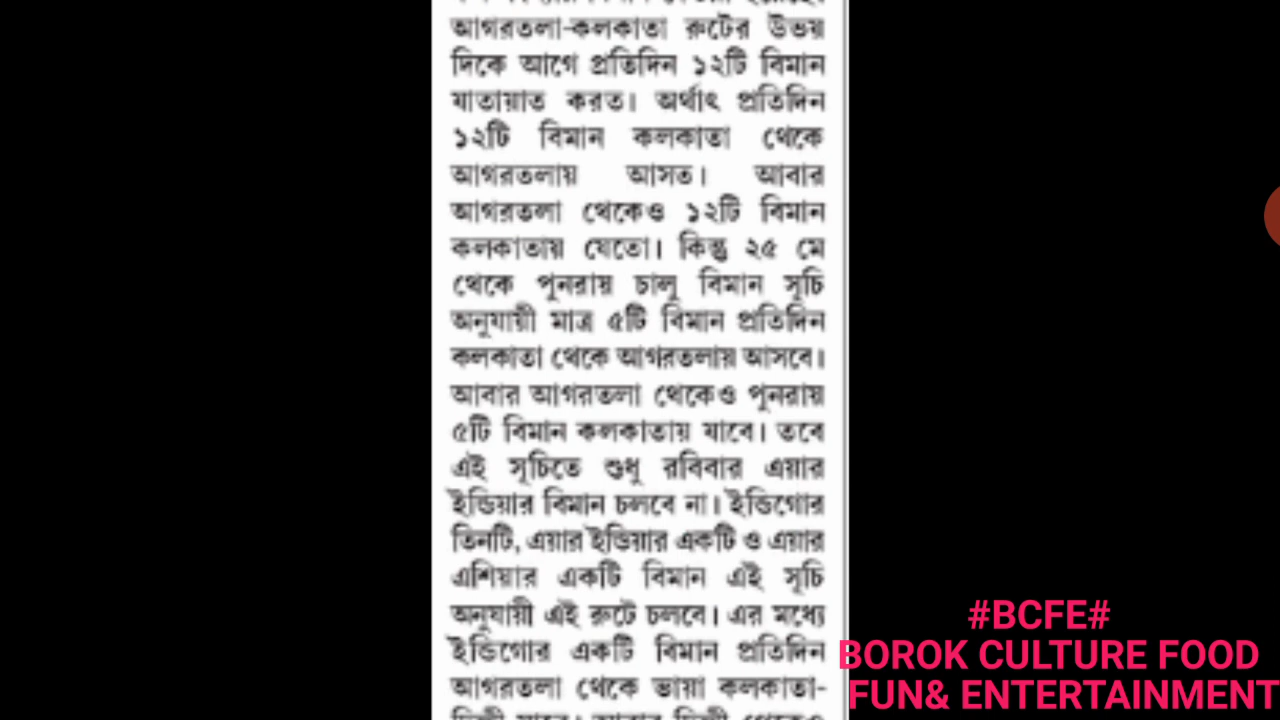 আগরতলা-কলকাতা রুটের উভয়
দিকে আগে প্রতিদিন ১২টি বিমান
যাতায়াত করত। অর্থাৎ প্রতিদিন
১২টি বিমান কলকাতা থেকে
আগরতলায় আসত। আবার
আগরতলা থেকেও ১২টি বিমান
কলকাতায় যেতো। কিন্তু ২৫ মে
থেকে পুনরায় চালু বিমান সূচি
অনুযায়ী মাত্র ৫টি বিমান প্রতিদিন
কলকাতা থেকে আগরতলায় আসবে।
আবার আগরতলা থেকেও পুনরায়
৫টি বিমান কলকাতায় যাবে। তবে
এই সূচিতে শুধু রবিবার এয়ার
ইন্ডিয়ার বিমান চলবে না। ইন্ডিগোর
তিনটি, এয়ার ইন্ডিয়ার একটি ও এয়ার
এশিয়ার একটি বিমান এই সূচি
অনুযায়ী এই রুটে চলবে। এর মধ্যে
ইন্ডিগোর একটি বিমান প্রতিদিন
আগরতলা থেকে ভায়া কলকাতা-
#BCFE#
BOROK CULTURE FOOD
FUN& ENTERTAINMENT